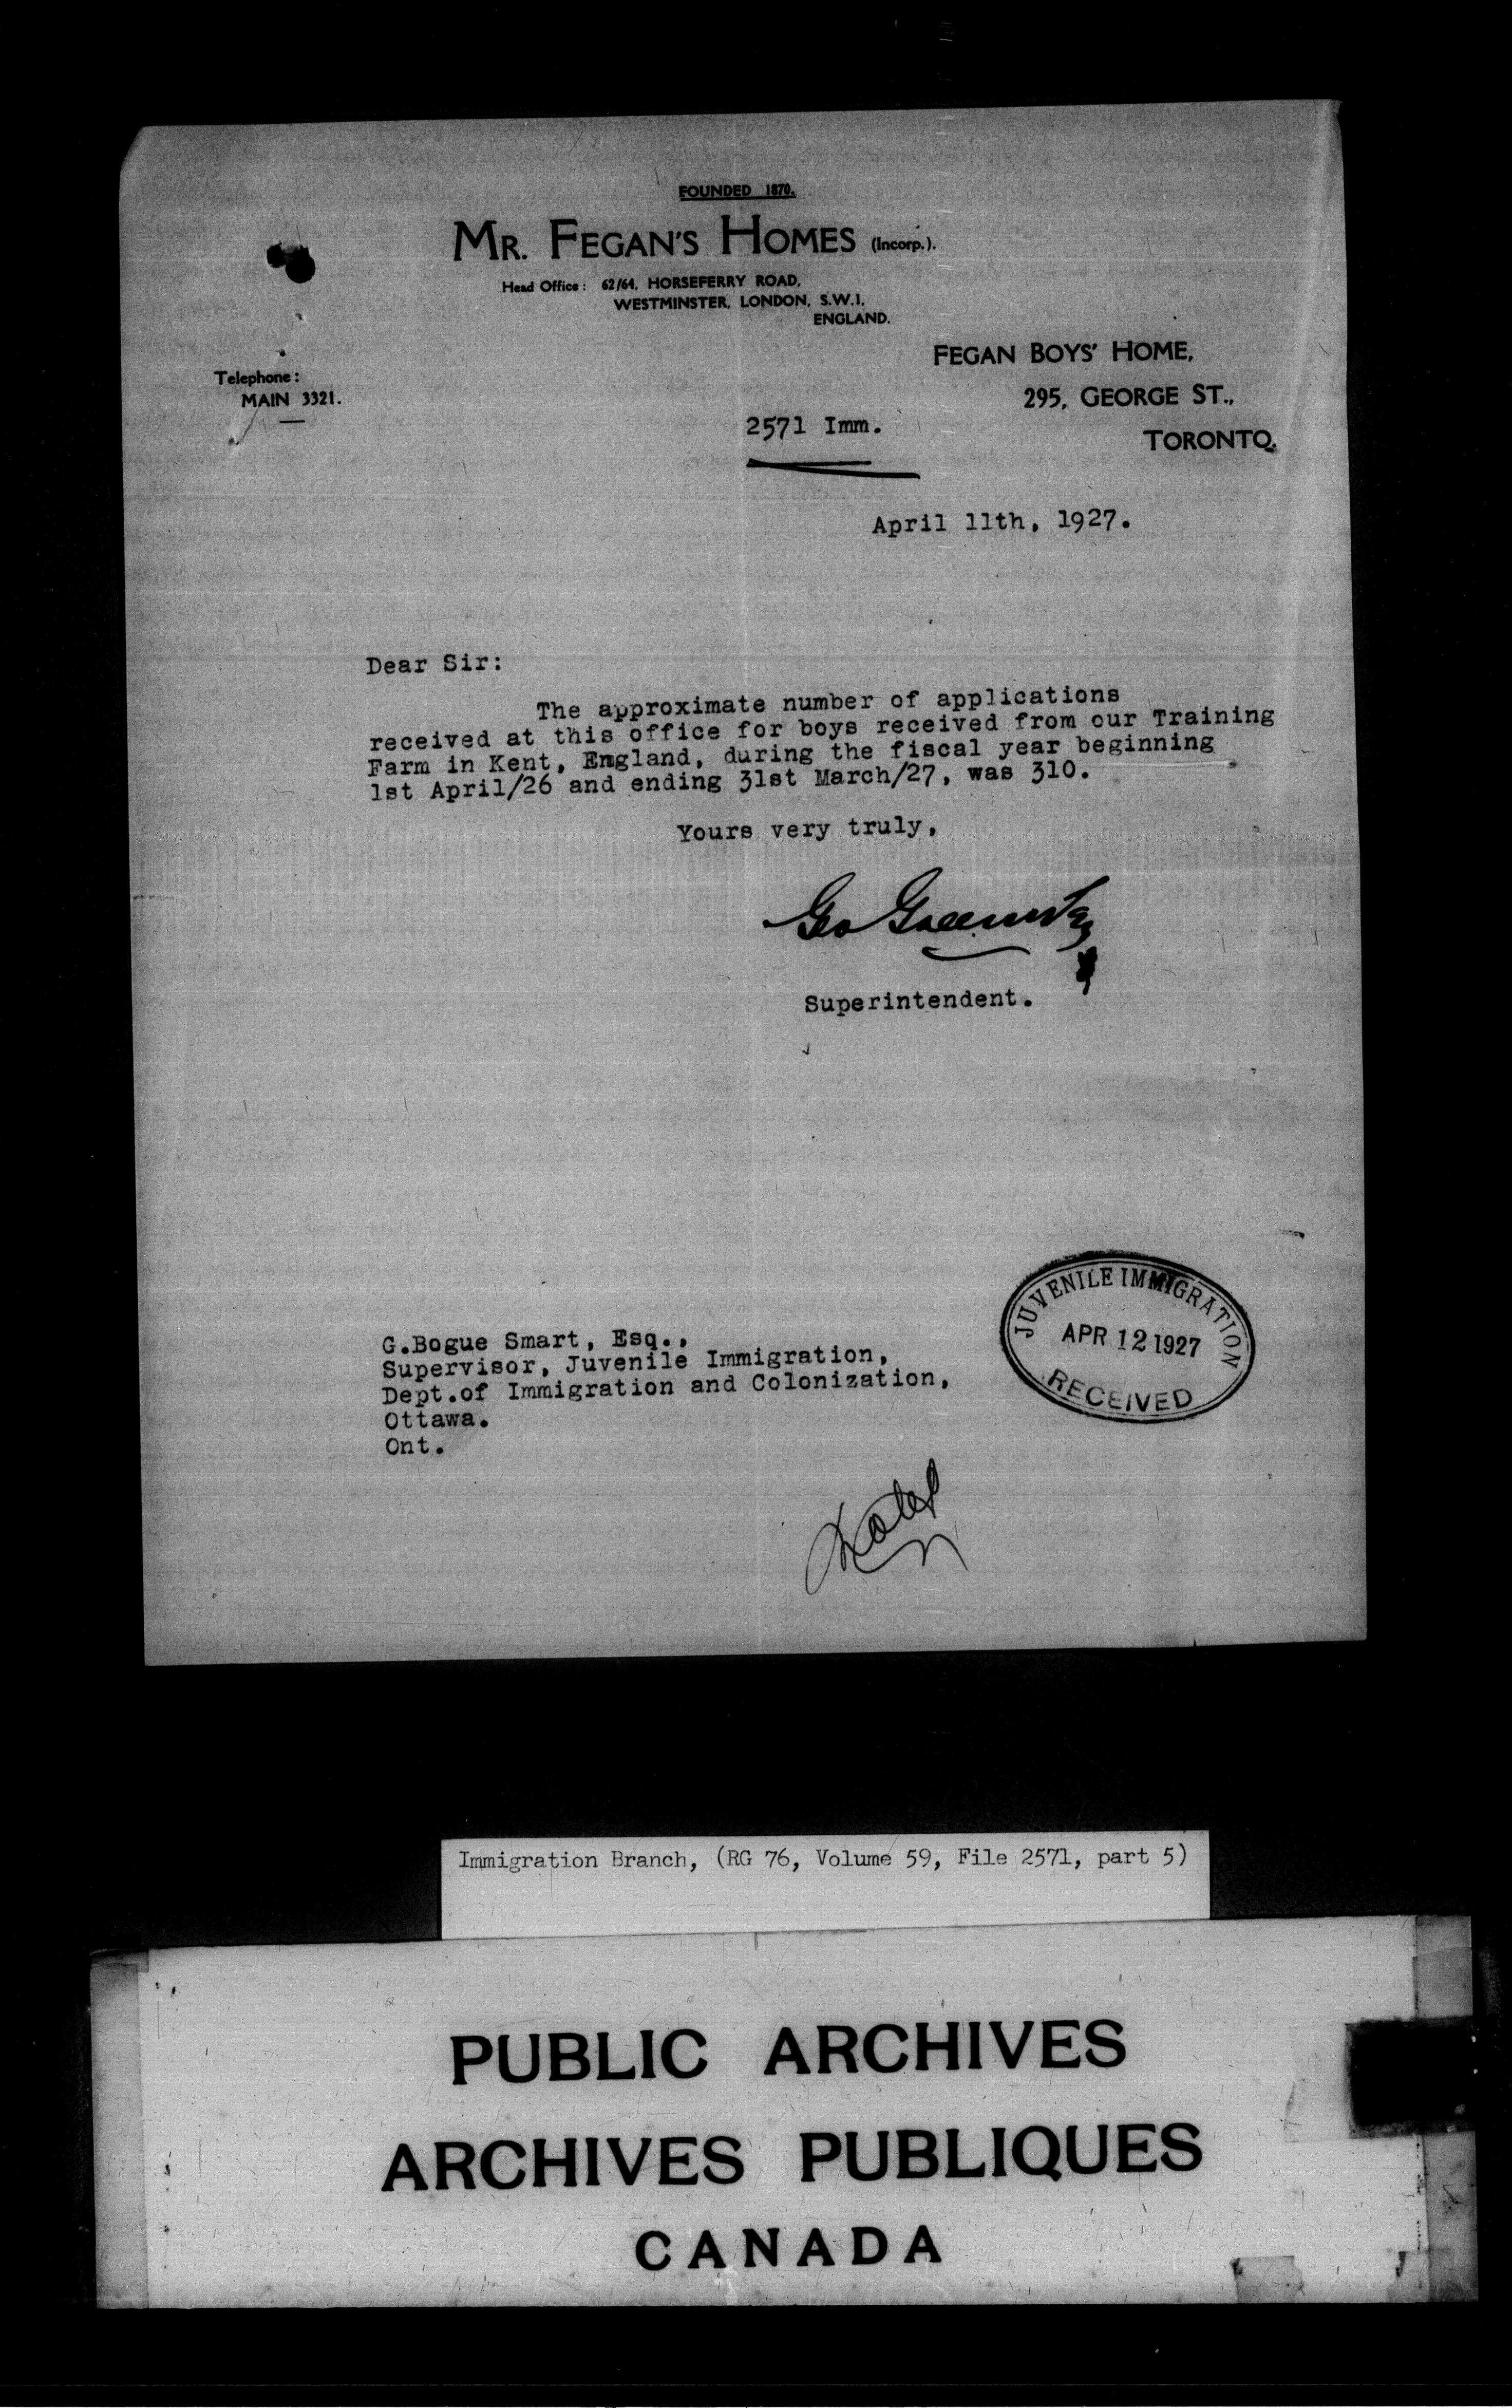 FOUNDED 1870.
MR. FEGAN'S HOMES (Incorp.).
Head Office: 62/64, HORSEFERRY ROAD,
WESTMINSTER, LONDON, S.W.1.
ENGLAND.
FEGAN BOYS' HOME,
295, GEORGE ST.,
TORONTO.
Telephone:
MAIN 3321.
2571 Imm.
April 11th, 1927.
Dear Sir:
The approximate number of applications
received at this office for boys received from our Training
Farm in Kent, England, during the fiscal year beginning
1st April/26 and ending 31st March/27, was 310.
Yours very truly,
Geo Greenway
Superintendent.
G.Bogue Smart, Esq.,
Supervisor, Juvenile Immigration,
Dept.of Immigration and Colonization,
Ottawa.
Ont.
JUVENILE IMMIGRATION
APR 12 1927
RECEIVED
Immigration Branch, (RG 76, Volume 59, File 2571, part 5)
PUBLIC ARCHIVES
ARCHIVES PUBLIQUES
CANADA